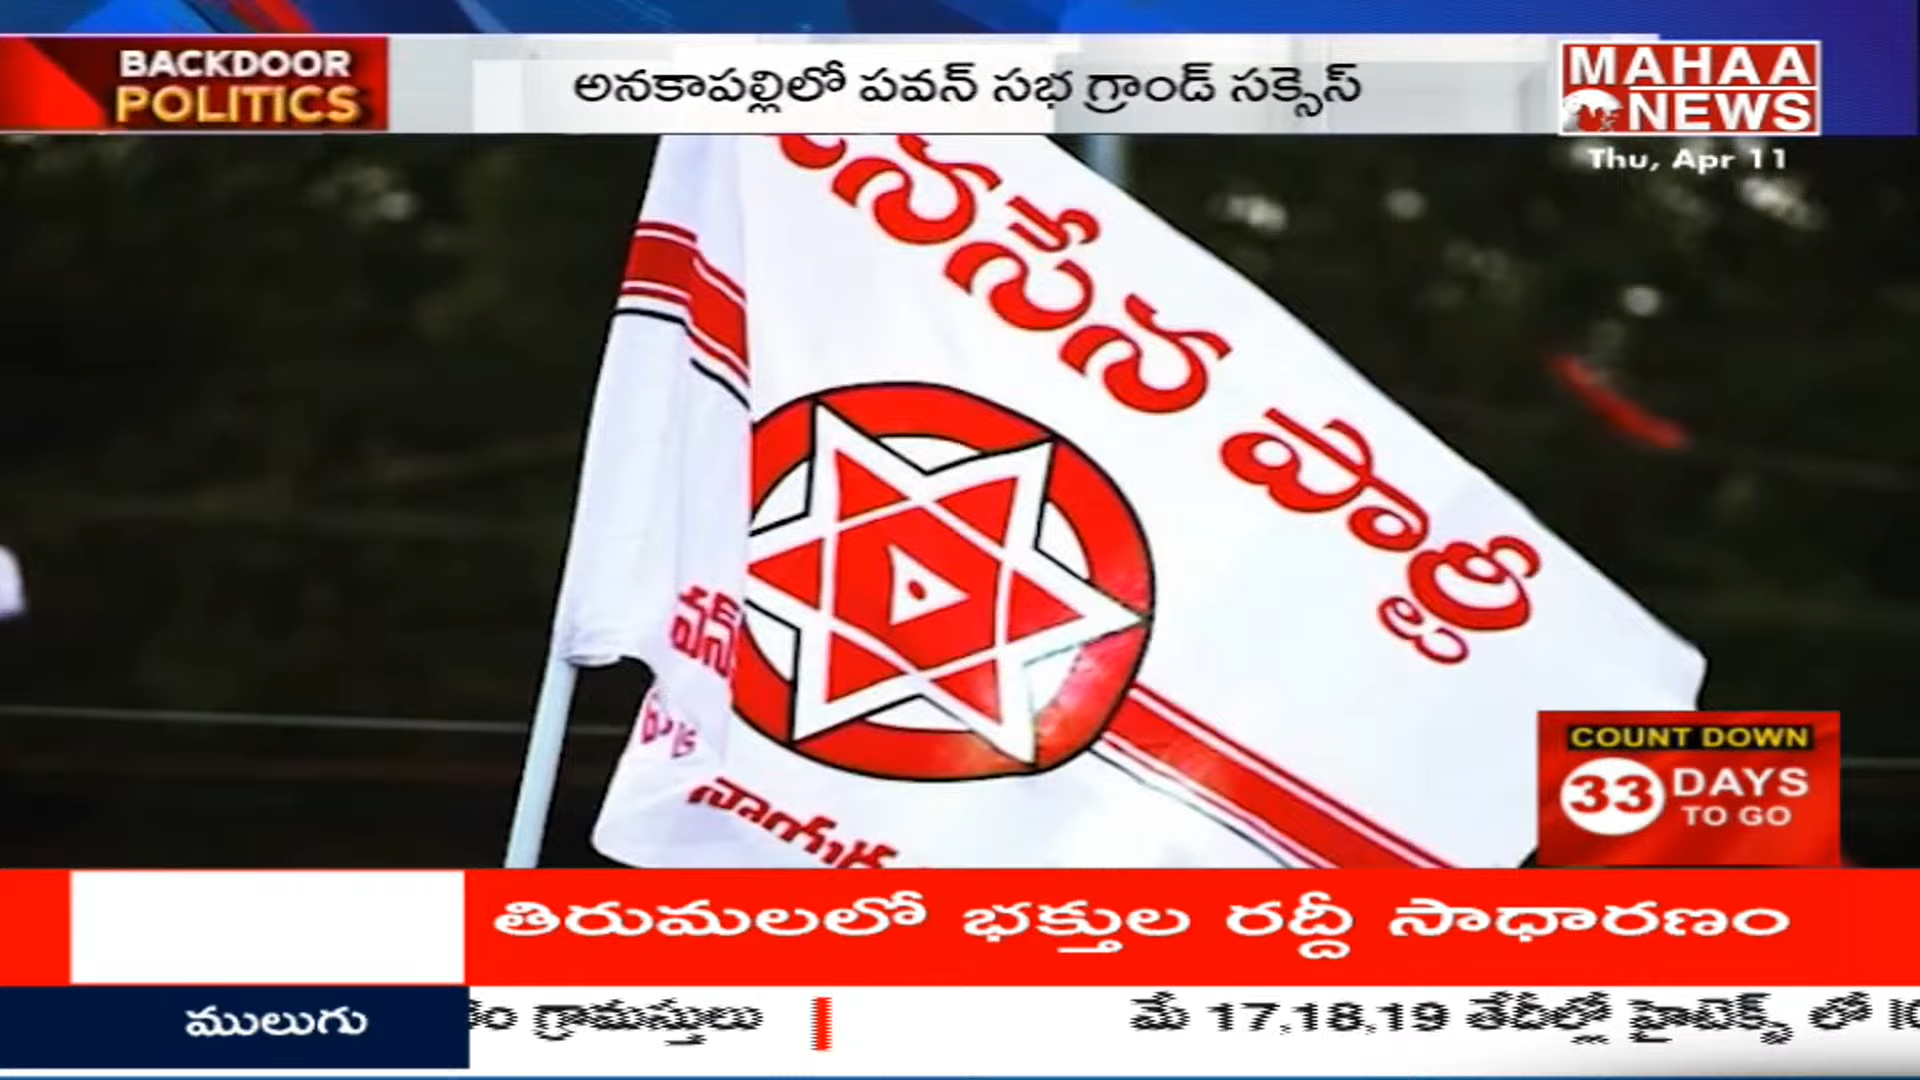 BACKDOOR
POLITICS
అనకాపల్లిలో పవన్ సభ గ్రాండ్ సక్సెస్
MAHAA
NEWS
Thu, Apr 11
నసేన పార్టీ
వన్
నాగ
COUNT DOWN
33 DAYS
TO GO
తిరుమలలో భక్తుల రద్దీ సాధారణం
ములుగు
గ్రామస్తులు | మే 17,18,19 తేదీల్లో హైటెక్స్ లో